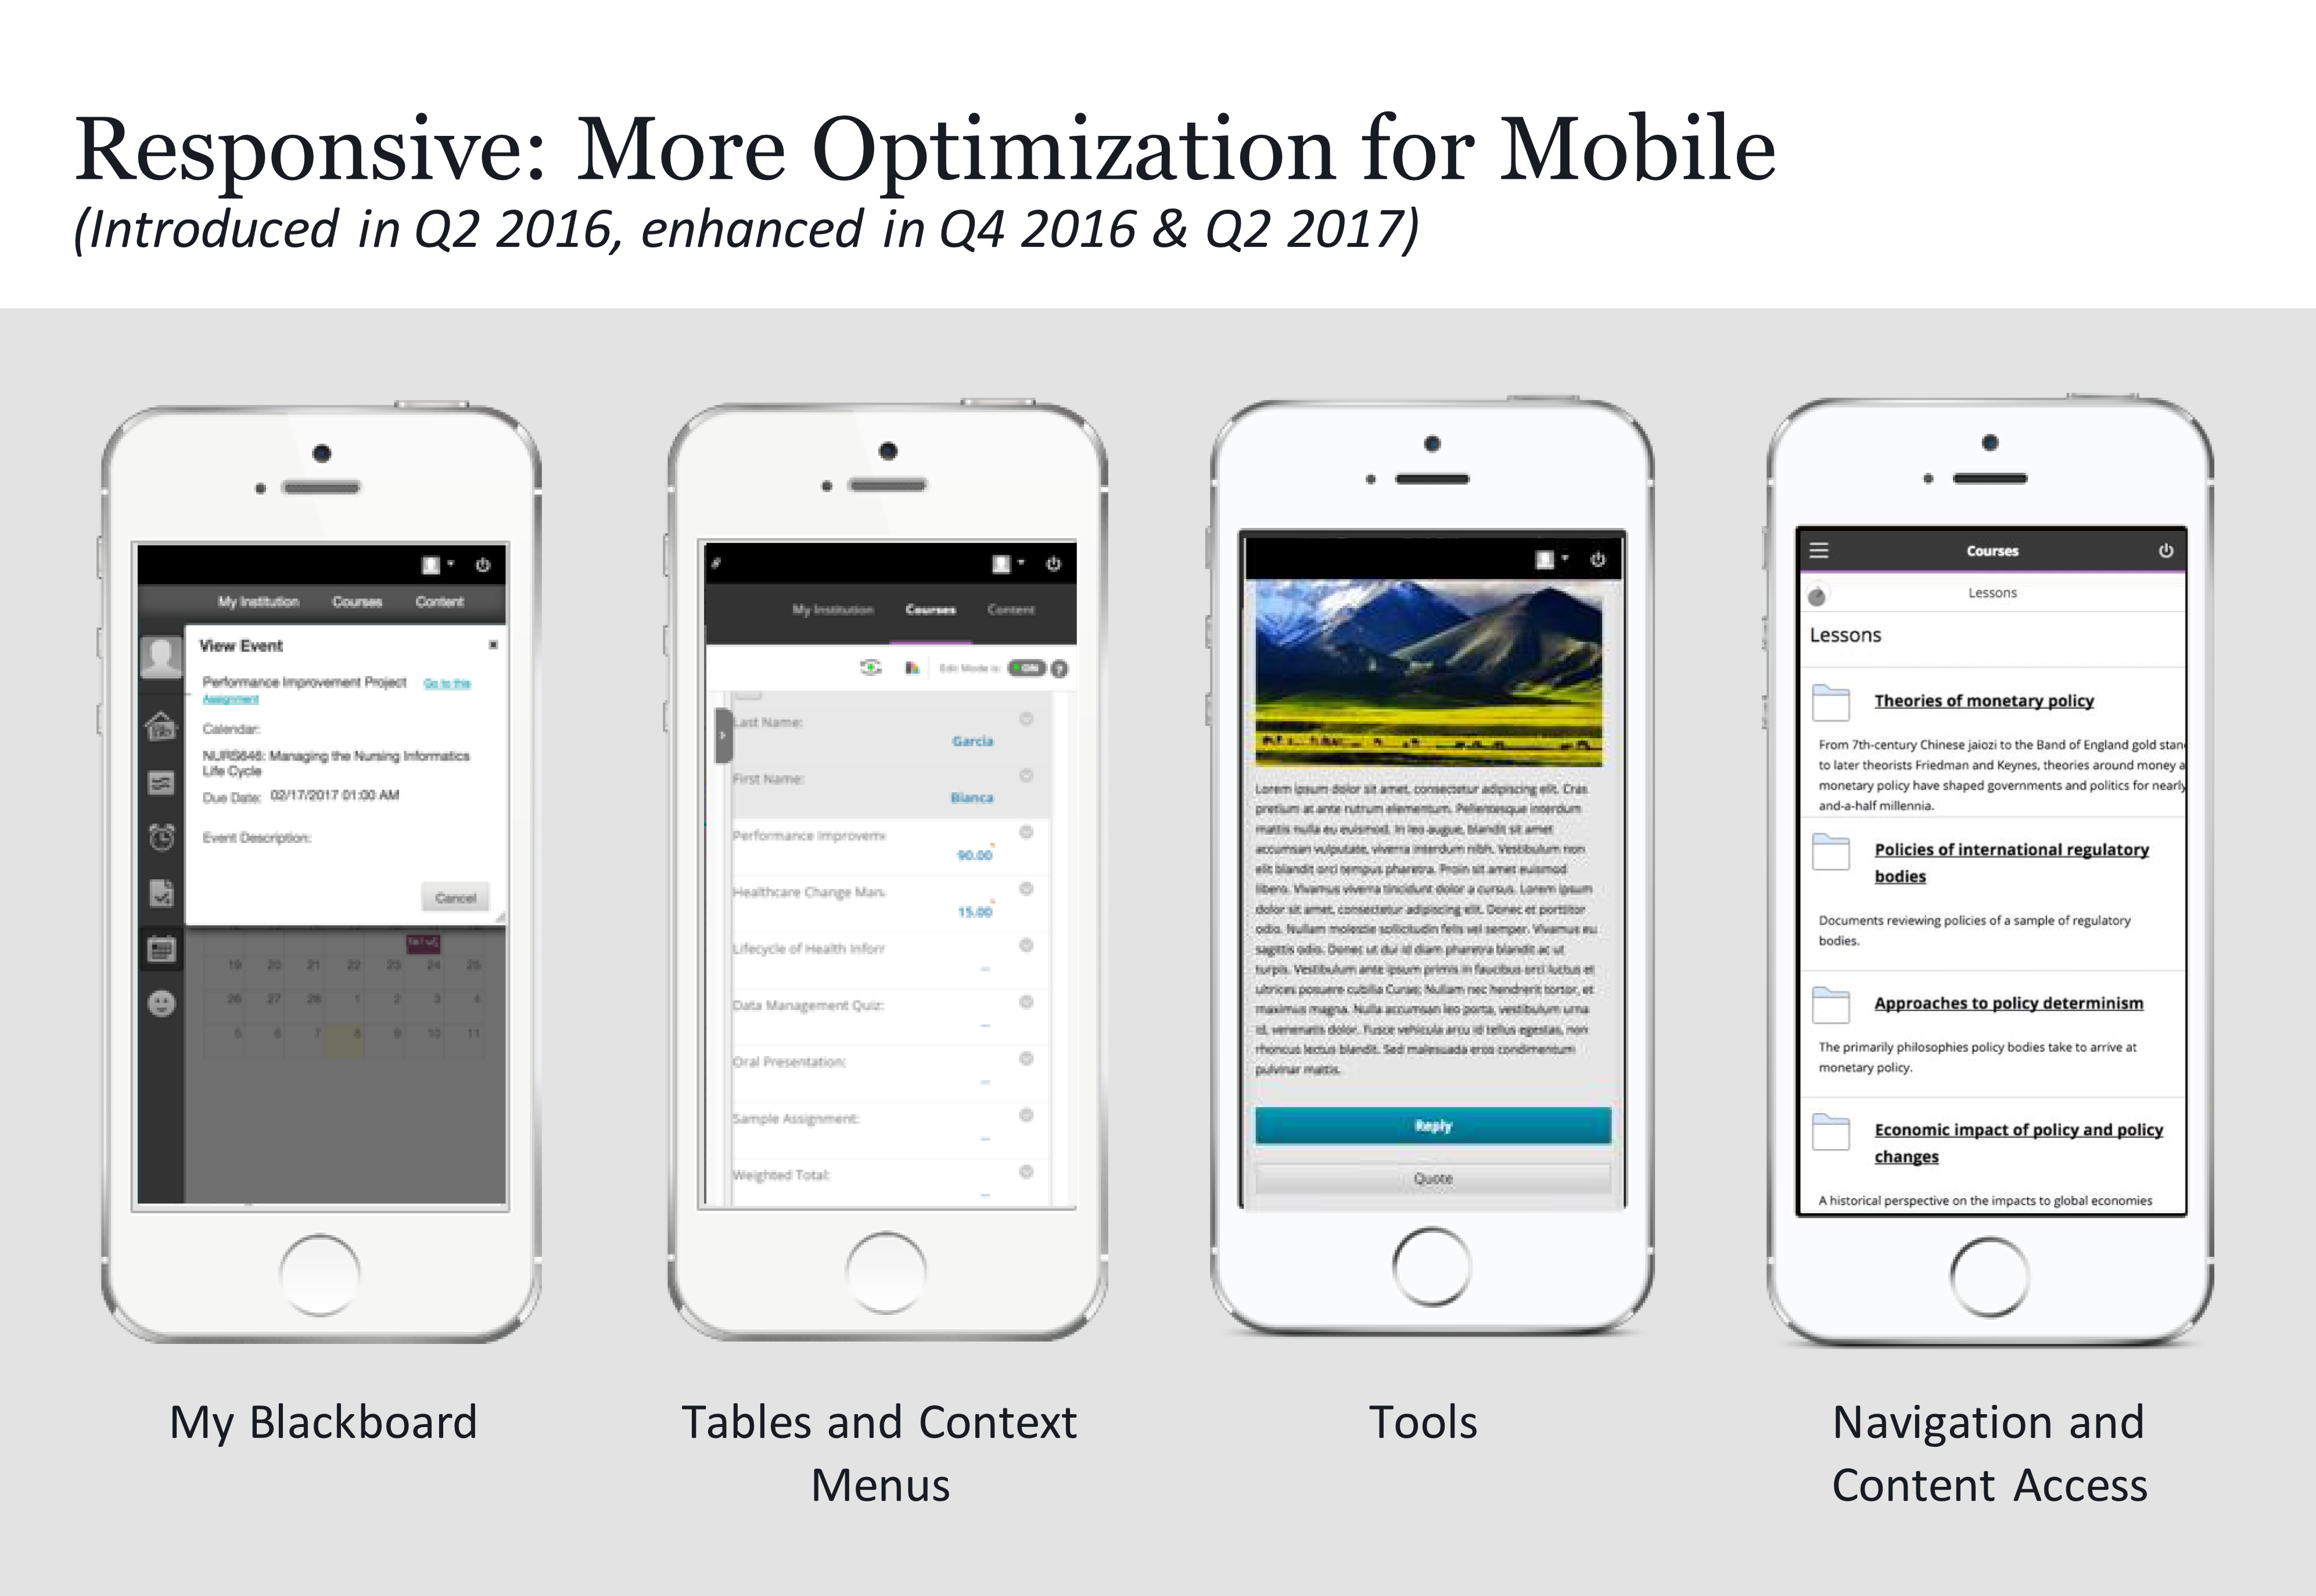 Responsive: More Optimization for Mobile
(Introduced in Q2 2016, enhanced in Q4 2016 & Q2 2017)
My Institution Courses Content
View Event
Performance Improvement Project Go to this
Assignment
Calendar:
NURS646: Managing the Nursing Informatics
Life Cycle
Due Date: 02/17/2017 01:00 AM
Event Description:
Cancel
19 20 21 22 23 24 25
26 27 28 1 2 3 4
5 6 7 8 9 10 11
My Blackboard
My Institution Courses Content
Edit Mode is: ON ?
Last Name:
Garcia
First Name:
Bianca
Performance Improveme
90.00
Healthcare Change Man
15.00
Lifecycle of Health Inforr
--
Data Management Quiz:
--
Oral Presentation:
--
Sample Assignment:
--
Weighted Total:
--
Tables and Context
Menus
Lorem ipsum dolor sit amet, consectetur adipiscing elit. Cras
pretium at ante rutrum elementum. Pellentesque interdum
mattis nulla eu euismod. In leo augue, blandit sit amet
accumsan vulputate, viverra interdum nibh. Vestibulum non
elit blandit orci tempus pharetra. Proin sit amet euismod
libero. Vivamus viverra tincidunt dolor a cursus. Lorem ipsum
dolor sit amet, consectetur adipiscing elit. Donec et porttitor
odio. Nullam molestie sollicitudin felis vel semper. Vivamus eu
sagittis odio. Donec ut dui id diam pharetra blandit ac ut
turpis. Vestibulum ante ipsum primis in faucibus orci luctus et
ultrices posuere cubilia Curae; Nullam nec hendrerit tortor, et
maximus magna. Nulla accumsan leo porta, vestibulum urna
id, venenatis dolor. Fusce vehicula arcu id tellus egestas, non
rhoncus lectus blandit. Sed malesuada eros condimentum
pulvinar mattis.
Reply
Quote
Tools
Courses
Lessons
Lessons
Theories of monetary policy
From 7th-century Chinese jaiozi to the Band of England gold stan
to later theorists Friedman and Keynes, theories around money a
monetary policy have shaped governments and politics for nearly
and-a-half millennia.
Policies of international regulatory
bodies
Documents reviewing policies of a sample of regulatory
bodies.
Approaches to policy determinism
The primarily philosophies policy bodies take to arrive at
monetary policy.
Economic impact of policy and policy
changes
A historical perspective on the impacts to global economies
Navigation and
Content Access